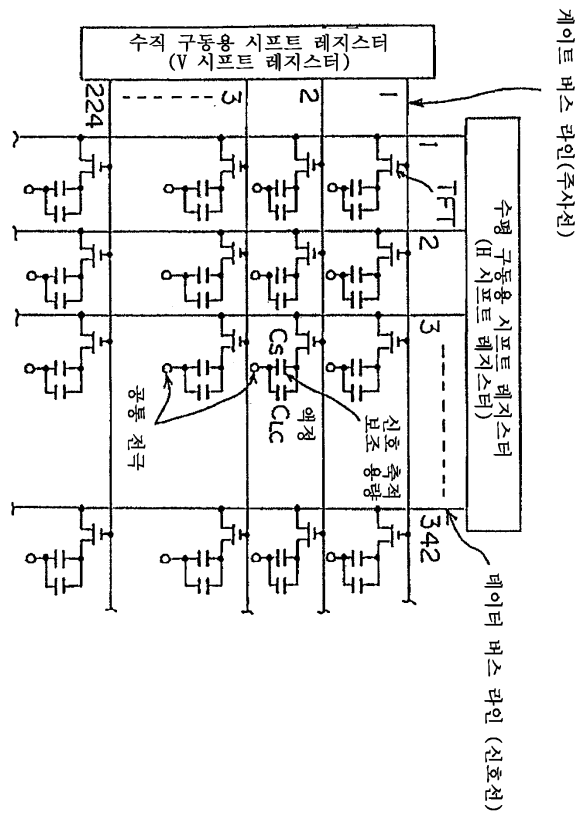 게이트 버스 라인(주사선)
수평 구동용 시프트 레지스터
(H 시프트 레지스터)
수직 구동용 시프트 레지스터
(V 시프트 레지스터)
1
2
3
224
1
2
3
342
TFT
Cs
CLC
액정
신호 축적
보조 용량
공통 전극
데이터 버스 라인 (신호선)